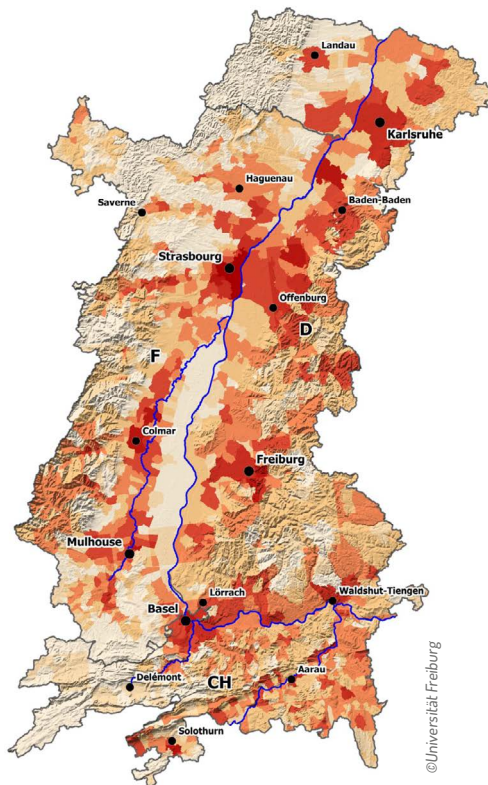 Landau
Karlsruhe
Haguenau
Saverne
Baden-Baden
Strasbourg
Offenburg
D
F
Colmar
Freiburg
Mulhouse
Lörrach
Waldshut-Tiengen
Basel
Delémont
CH
Aarau
Solothurn
©Universität Freiburg